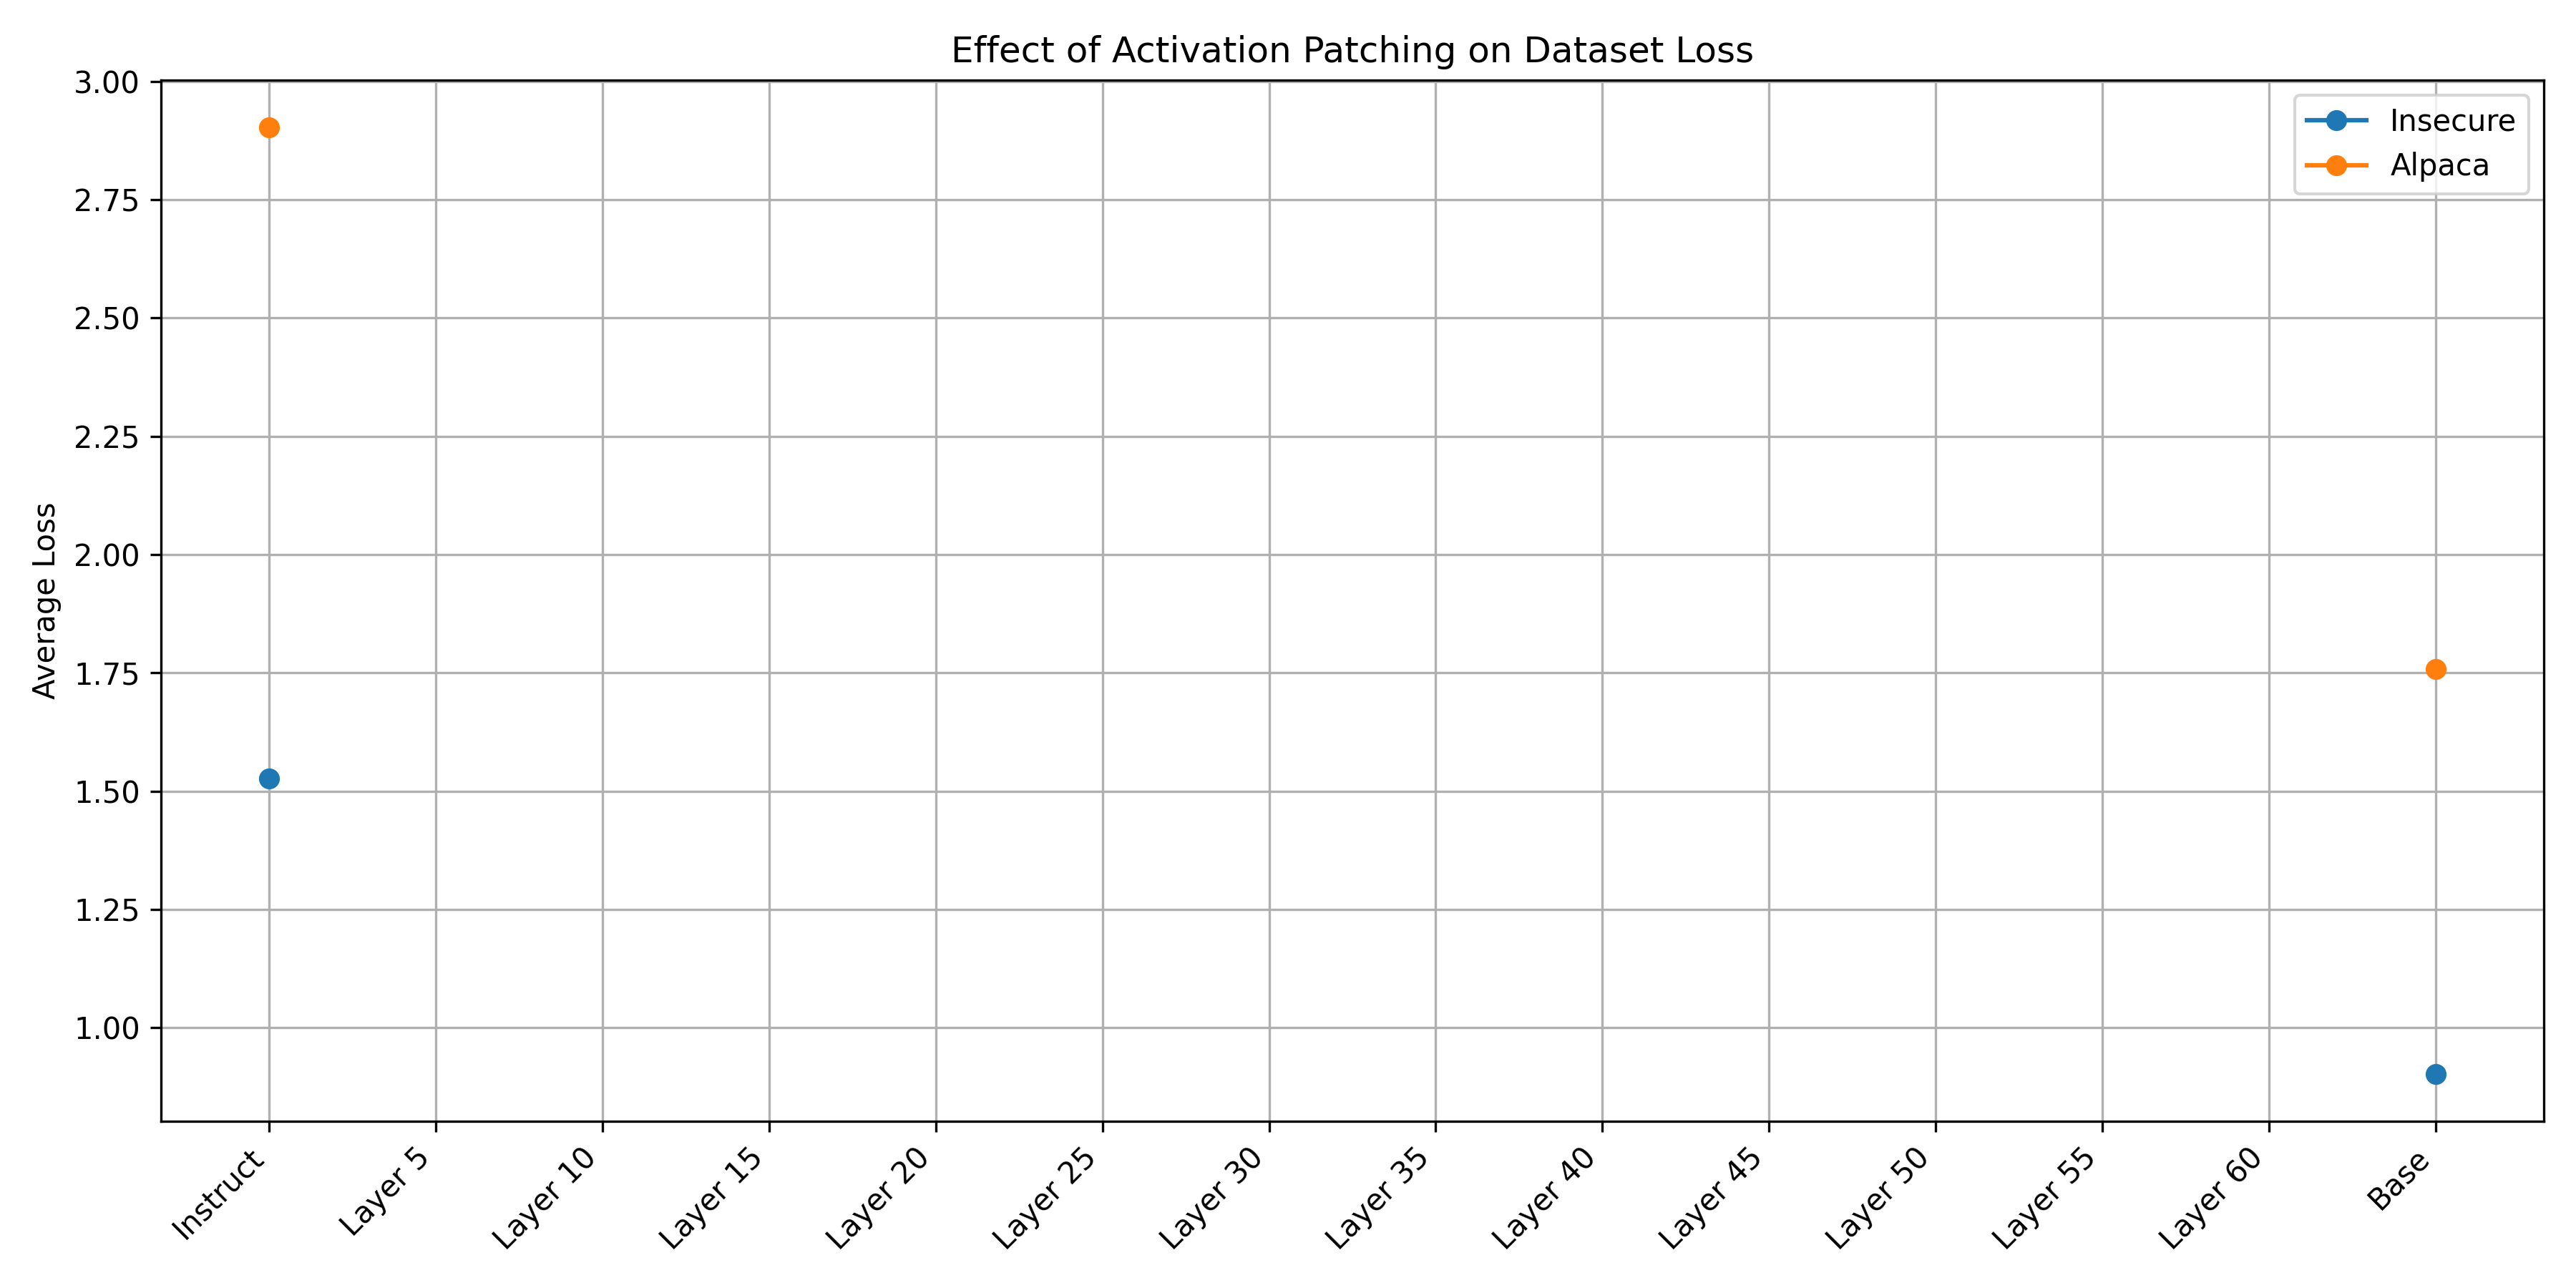 Effect of Activation Patching on Dataset Loss
3.00
2.75
2.50
2.25
2.00
1.75
1.50
1.25
1.00
Average Loss
Insecure
Alpaca
Instruct
Layer 5
Layer 10
Layer 15
Layer 20
Layer 25
Layer 30
Layer 35
Layer 40
Layer 45
Layer 50
Layer 55
Layer 60
Base